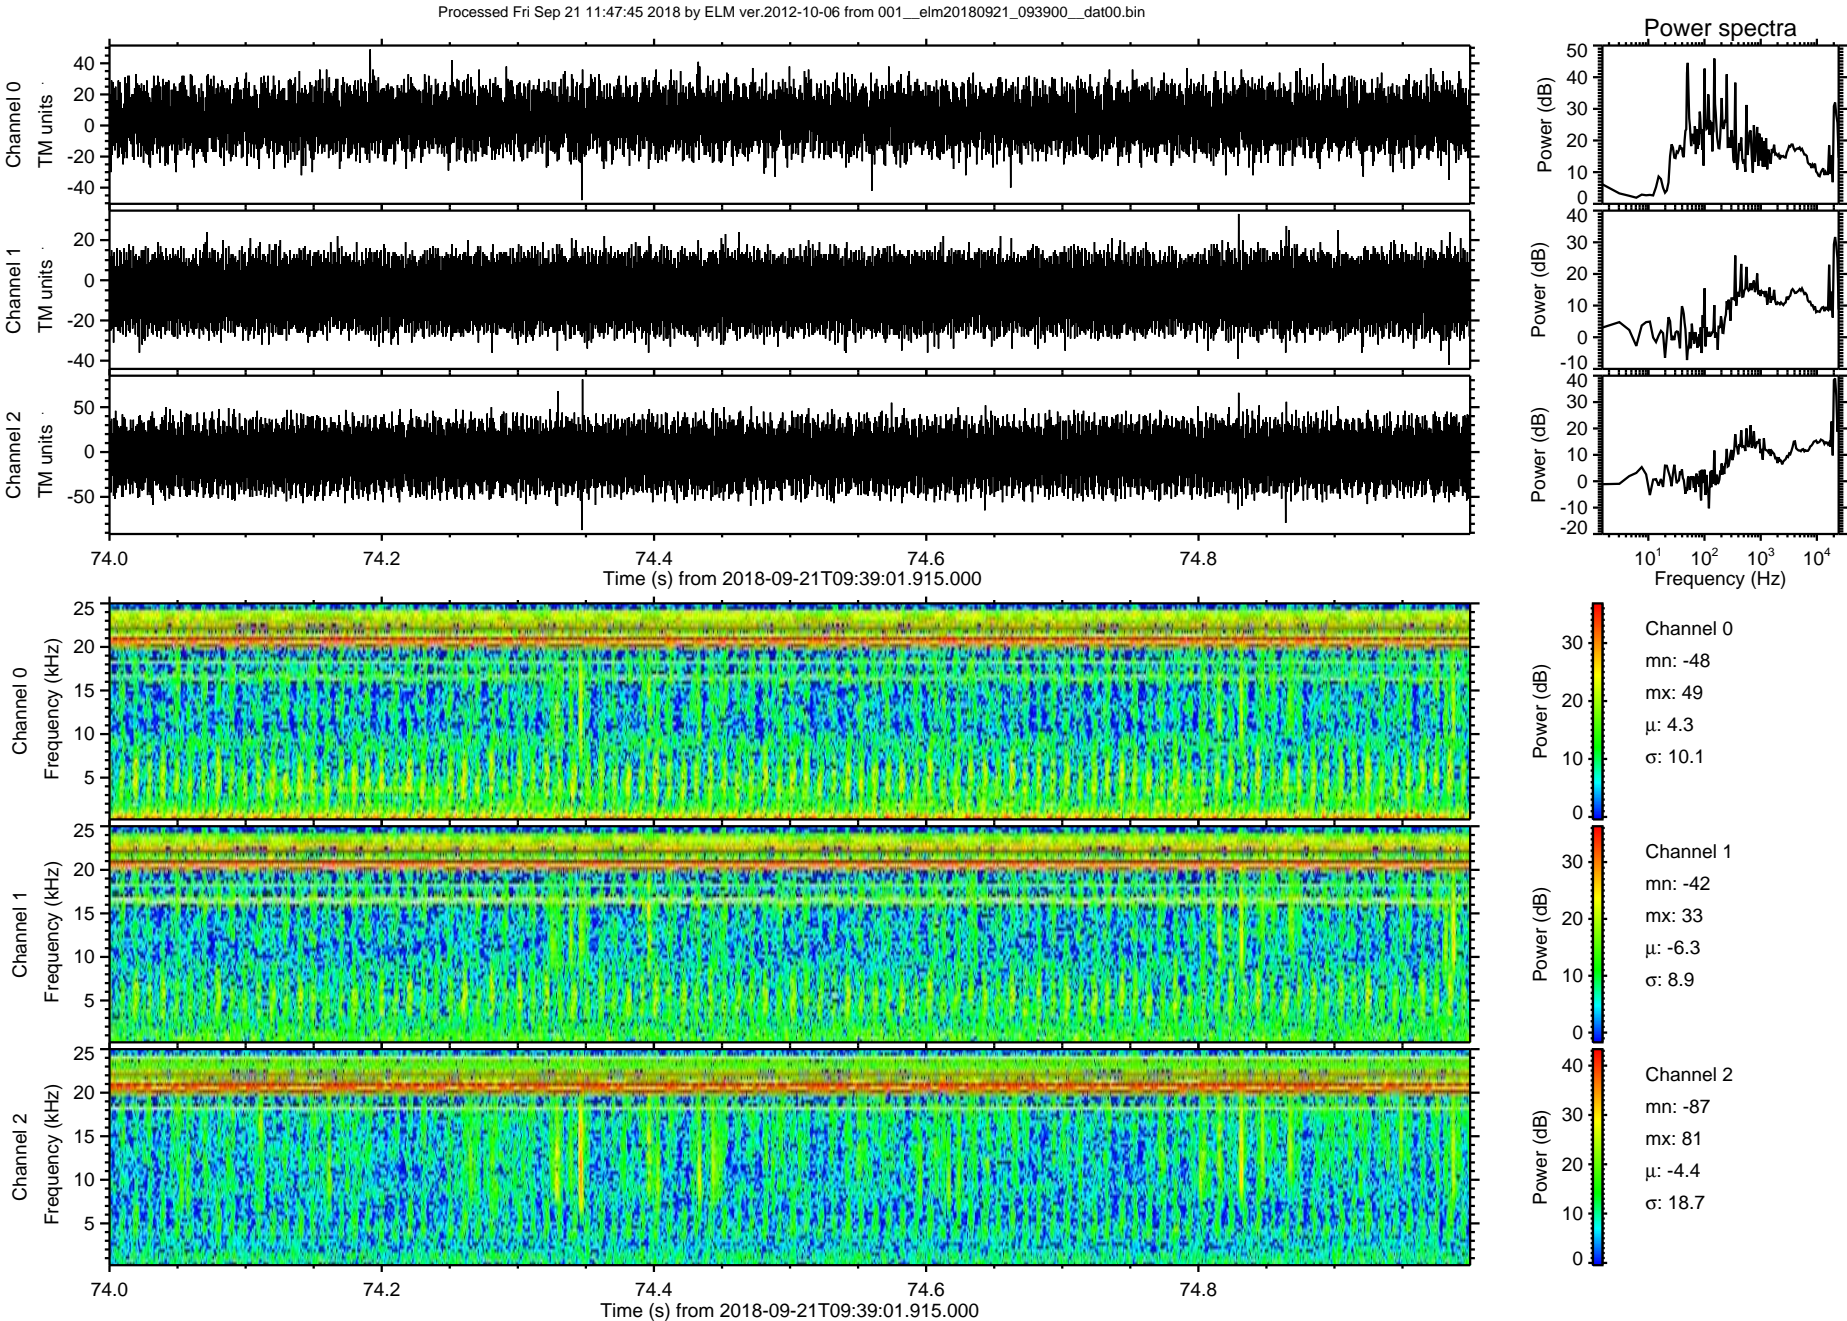 Processed Fri Sep 21 11:47:45 2018 by ELM ver.2012-10-06 from 001__elm20180921_093900__dat00.bin
Power spectra
Channel 0
TM units
40
20
0
-20
-40
Power (dB)
50
40
30
20
10
0
Channel 1
TM units
20
0
-20
-40
Power (dB)
40
30
20
10
0
-10
Channel 2
TM units
50
0
-50
Power (dB)
40
30
20
10
0
-10
-20
74.0 74.2 74.4 74.6 74.8
Time (s) from 2018-09-21T09:39:01.915.000
10¹ 10² 10³ 10⁴
Frequency (Hz)
Channel 0
Frequency (kHz)
25
20
15
10
5
Power (dB)
30
20
10
0
Channel 0
mn: -48
mx: 49
μ: 4.3
σ: 10.1
Channel 1
Frequency (kHz)
25
20
15
10
5
Power (dB)
30
20
10
0
Channel 1
mn: -42
mx: 33
μ: -6.3
σ: 8.9
Channel 2
Frequency (kHz)
25
20
15
10
5
Power (dB)
40
30
20
10
0
Channel 2
mn: -87
mx: 81
μ: -4.4
σ: 18.7
74.0 74.2 74.4 74.6 74.8
Time (s) from 2018-09-21T09:39:01.915.000